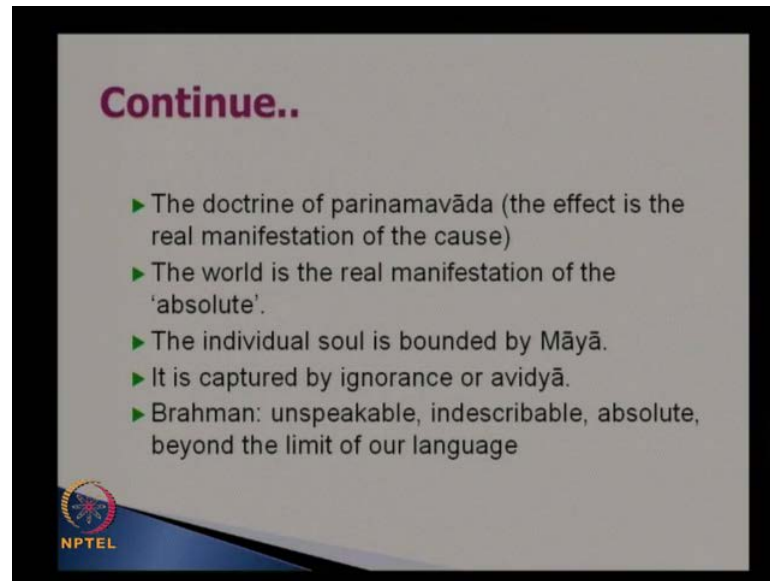 Continue..
▶ The doctrine of parinamavāda (the effect is the
real manifestation of the cause)
▶ The world is the real manifestation of the
‘absolute’.
▶ The individual soul is bounded by Māyā.
▶ It is captured by ignorance or avidyā.
▶ Brahman: unspeakable, indescribable, absolute,
beyond the limit of our language
NPTEL